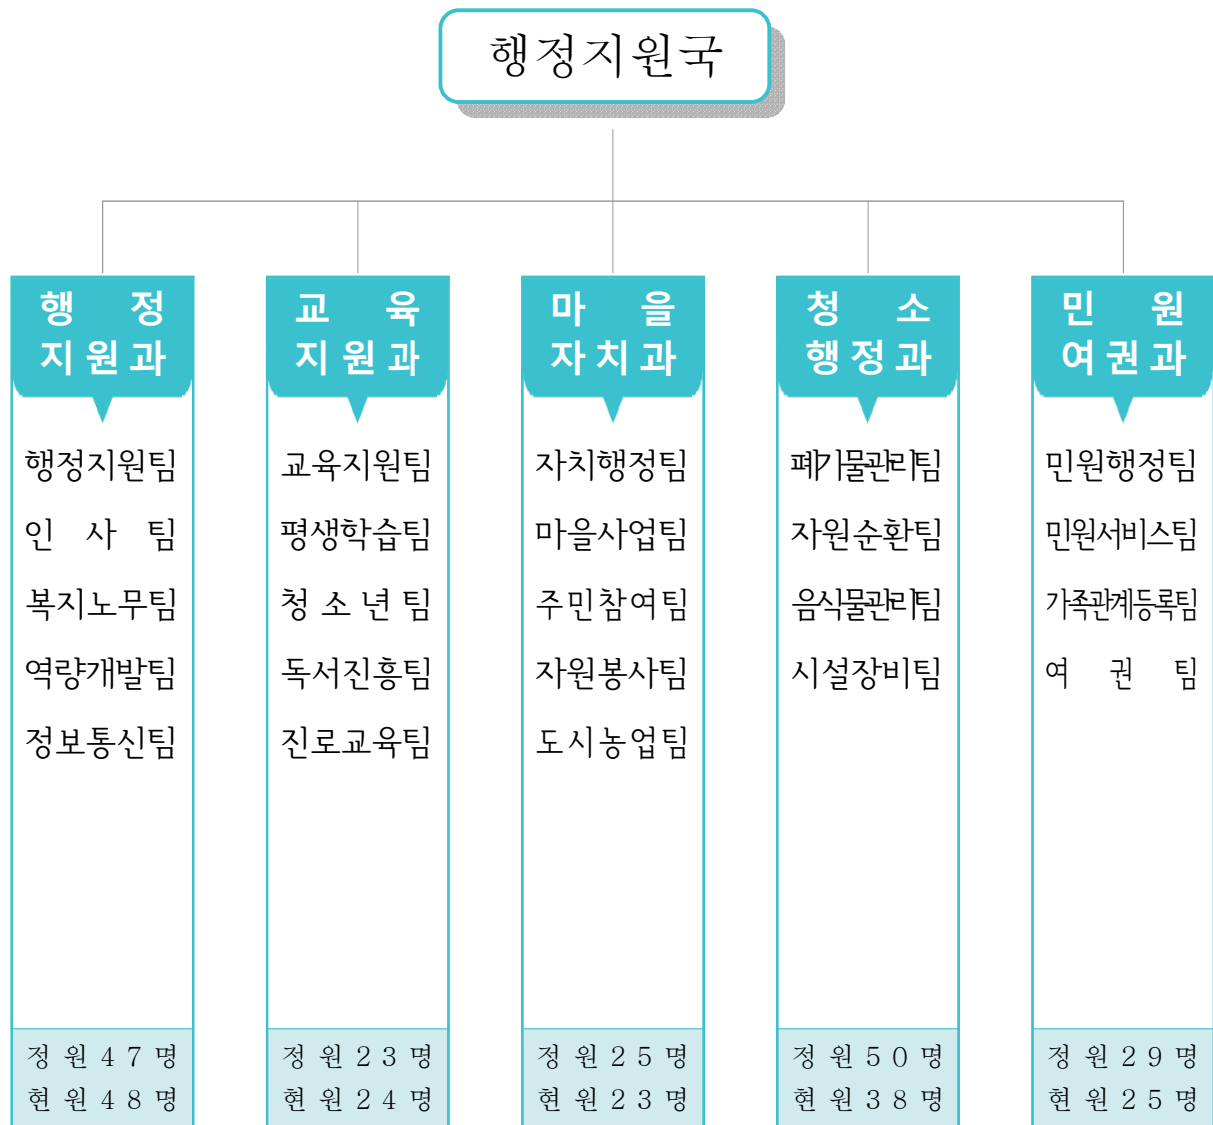 행정지원국
행 정
지원과
행정지원팀
인 사 팀
복지노무팀
역량개발팀
정보통신팀
정원47명
현원48명
교 육
지원과
교육지원팀
평생학습팀
청소년팀
독서진흥팀
진로교육팀
정원23명
현원24명
마 을
자치과
자치행정팀
마을사업팀
주민참여팀
자원봉사팀
도시농업팀
정원25명
현원23명
청 소
행정과
폐기물관리팀
자원순환팀
음식물관리팀
시설장비팀
정원50명
현원38명
민 원
여권과
민원행정팀
민원서비스팀
가족관계등록팀
여 권 팀
정원29명
현원25명